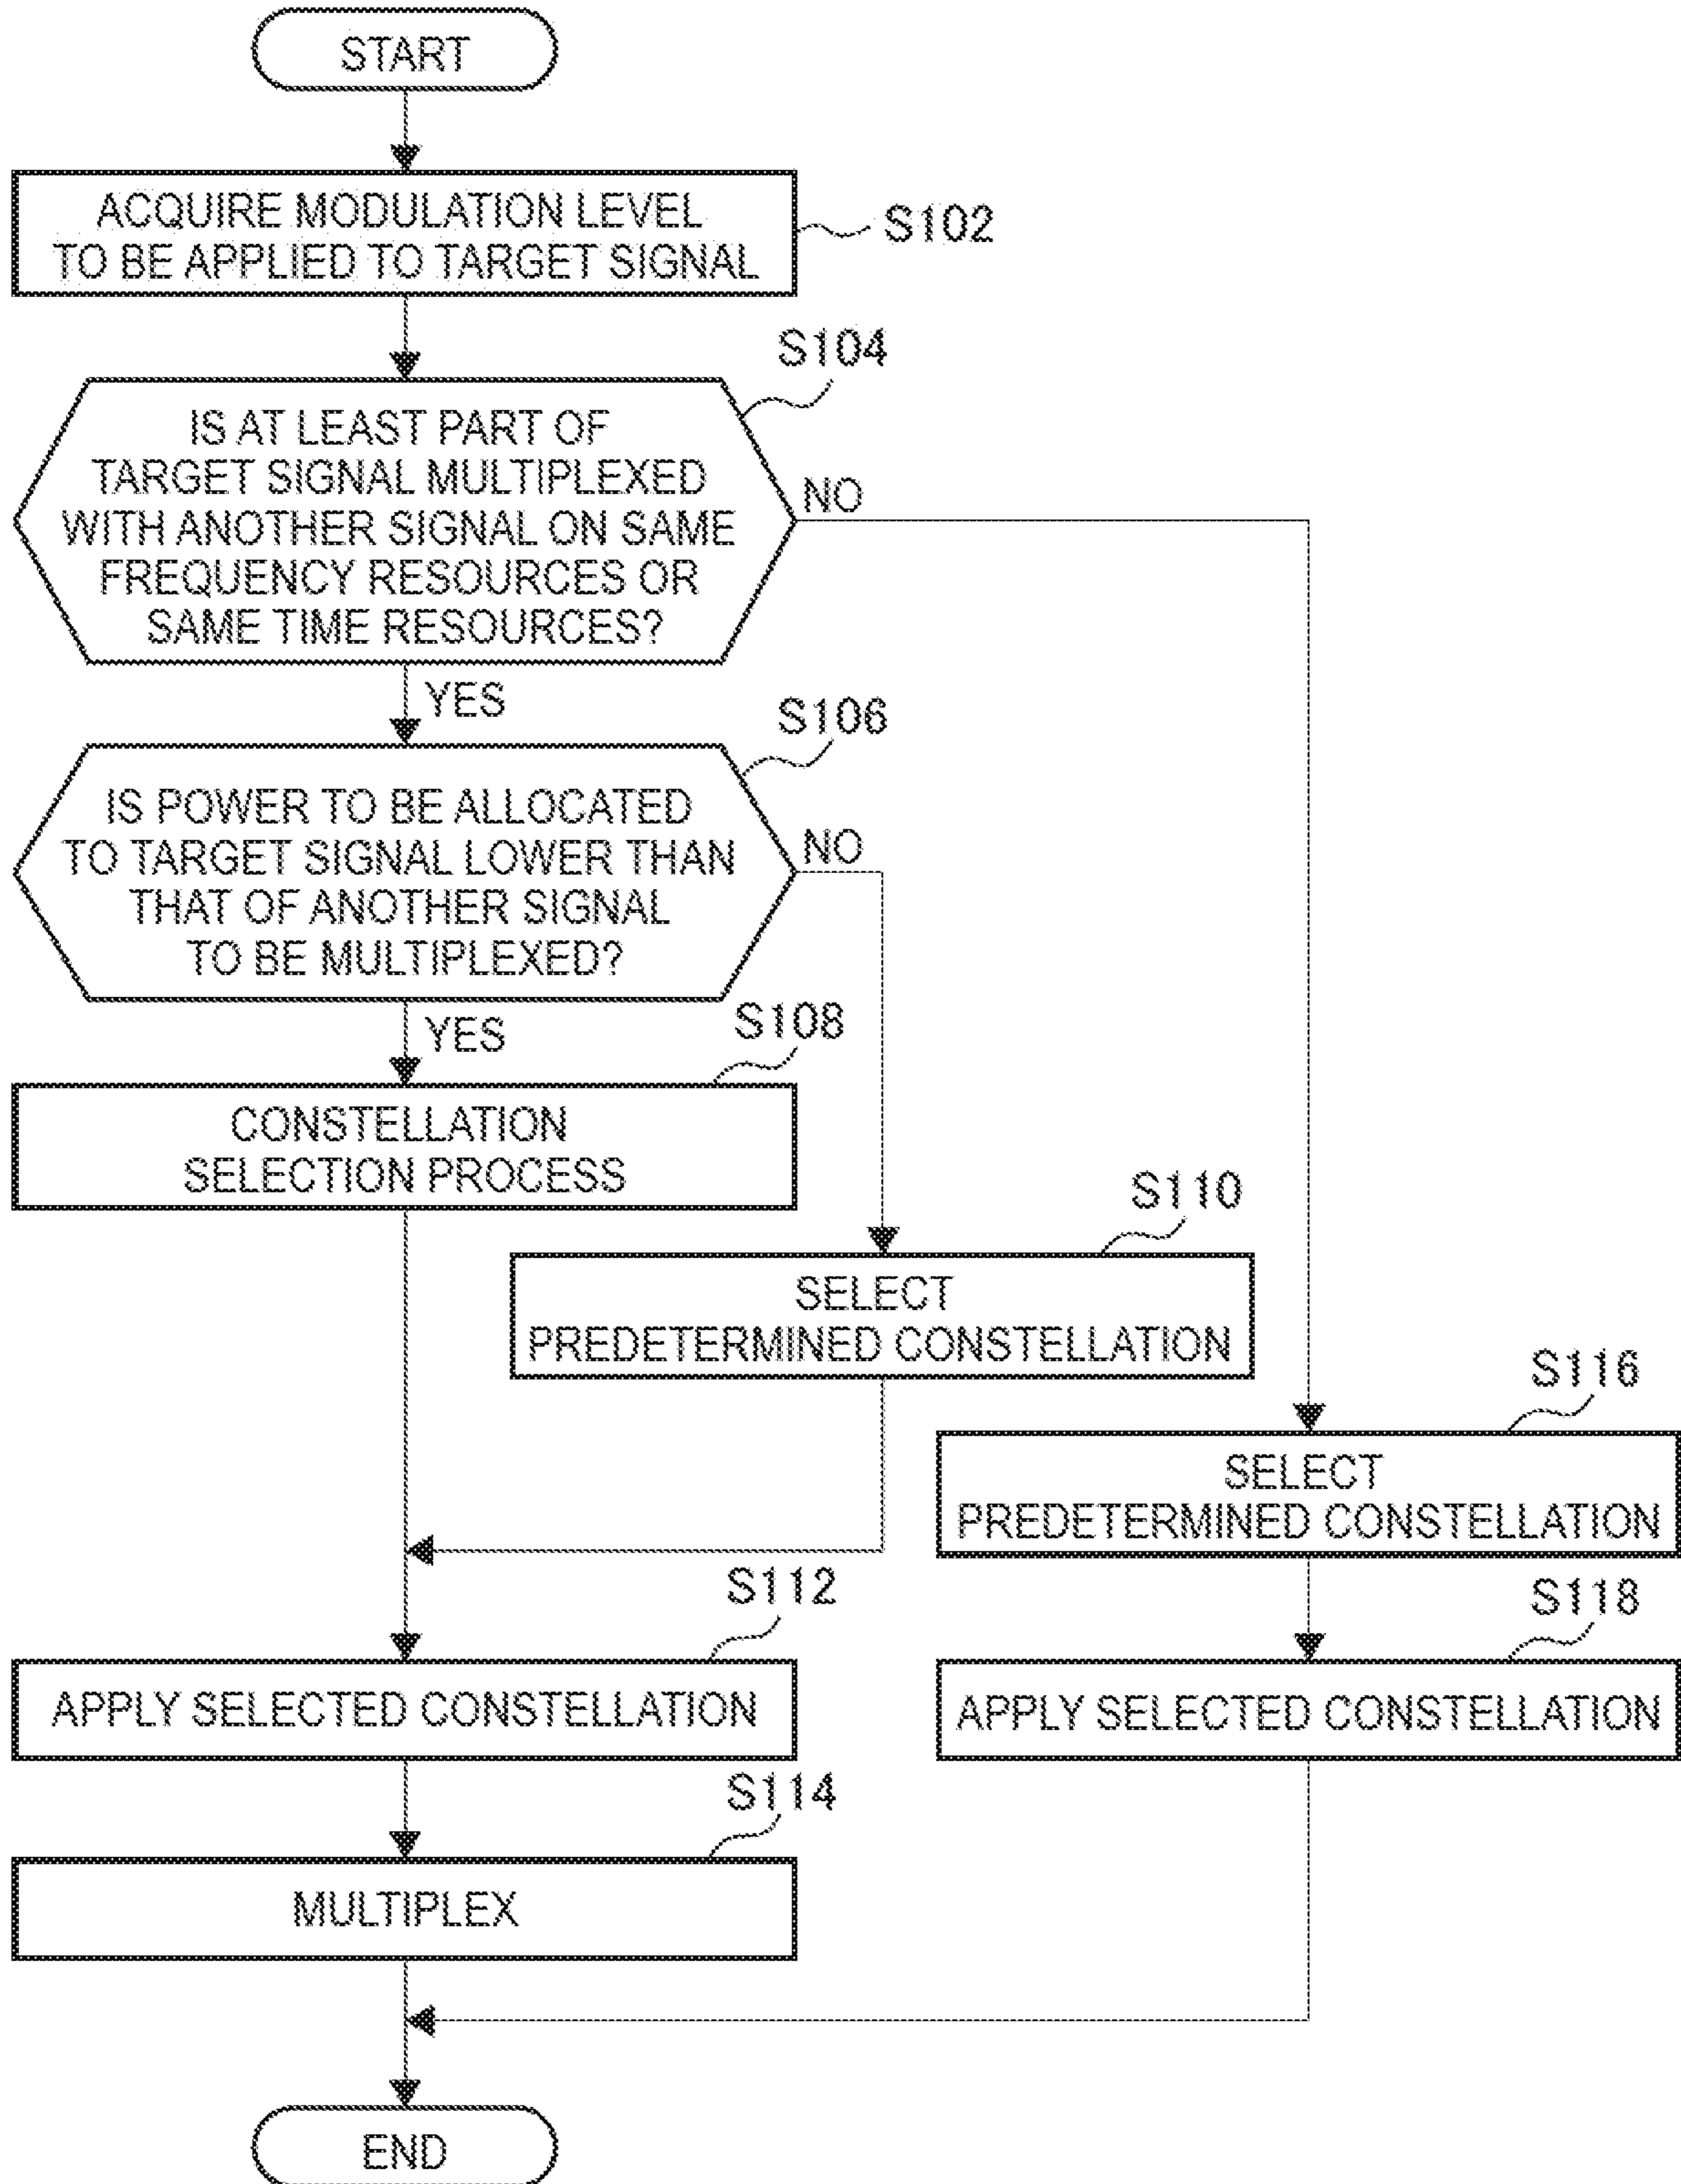 START
ACQUIRE MODULATION LEVEL
TO BE APPLIED TO TARGET SIGNAL
S102
S104
IS AT LEAST PART OF
TARGET SIGNAL MULTIPLEXED
WITH ANOTHER SIGNAL ON SAME
FREQUENCY RESOURCES OR
SAME TIME RESOURCES?
NO
YES
S106
IS POWER TO BE ALLOCATED
TO TARGET SIGNAL LOWER THAN
THAT OF ANOTHER SIGNAL
TO BE MULTIPLEXED?
NO
YES
S108
CONSTELLATION
SELECTION PROCESS
S110
SELECT
PREDETERMINED CONSTELLATION
S116
SELECT
PREDETERMINED CONSTELLATION
S112
APPLY SELECTED CONSTELLATION
S118
APPLY SELECTED CONSTELLATION
S114
MULTIPLEX
END